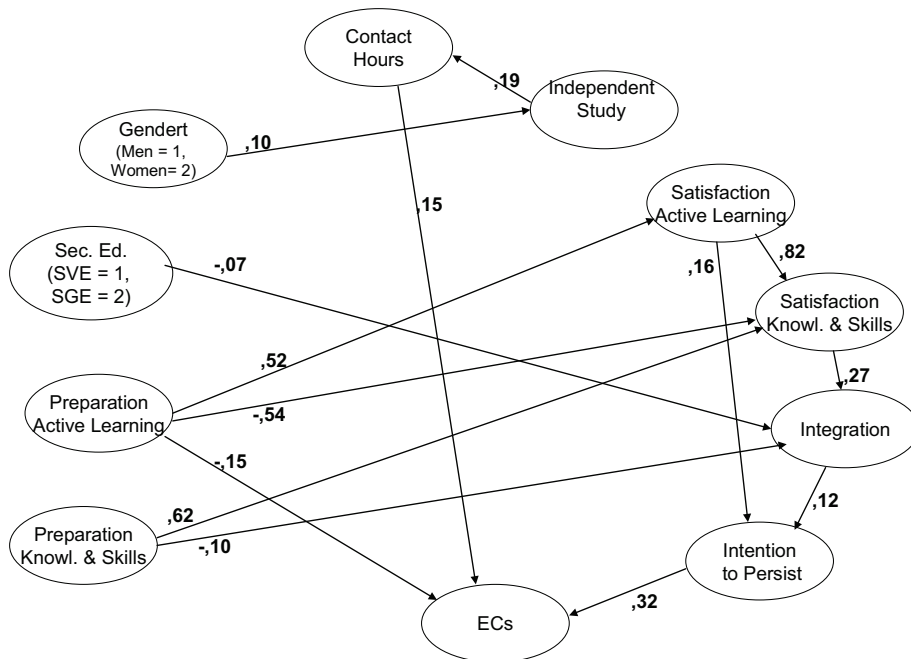 Contact
Hours
,19
Independent
Study
Gendert
(Men = 1,
Women= 2)
,10
,15
Satisfaction
Active Learning
Sec. Ed.
(SVE = 1,
SGE = 2)
-,07
,16
,82
Satisfaction
Knowl. & Skills
,52
,27
Preparation
Active Learning
-,54
Integration
-,15
,62
,12
-,10
Preparation
Knowl. & Skills
Intention
to Persist
,32
ECs